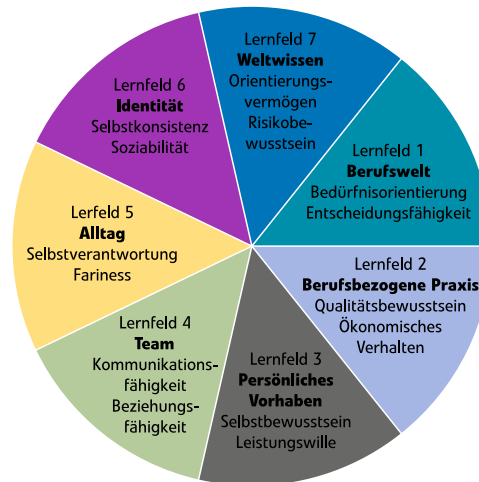 Lernfeld 7
Weltwissen
Orientierungs-
vermögen
Risikobe-
wusstsein
Lernfeld 1
Berufswelt
Bedürfnisorientierung
Entscheidungsfähigkeit
Lernfeld 2
Berufsbezogene Praxis
Qualitätsbewusstsein
Ökonomisches
Verhalten
Lernfeld 3
Persönliches
Vorhaben
Selbstbewusstsein
Leistungswille
Lernfeld 4
Team
Kommunikations-
fähigkeit
Beziehungs-
fähigkeit
Lerfeld 5
Alltag
Selbstverantwortung
Fariness
Lernfeld 6
Identität
Selbstkonsistenz
Soziabilität